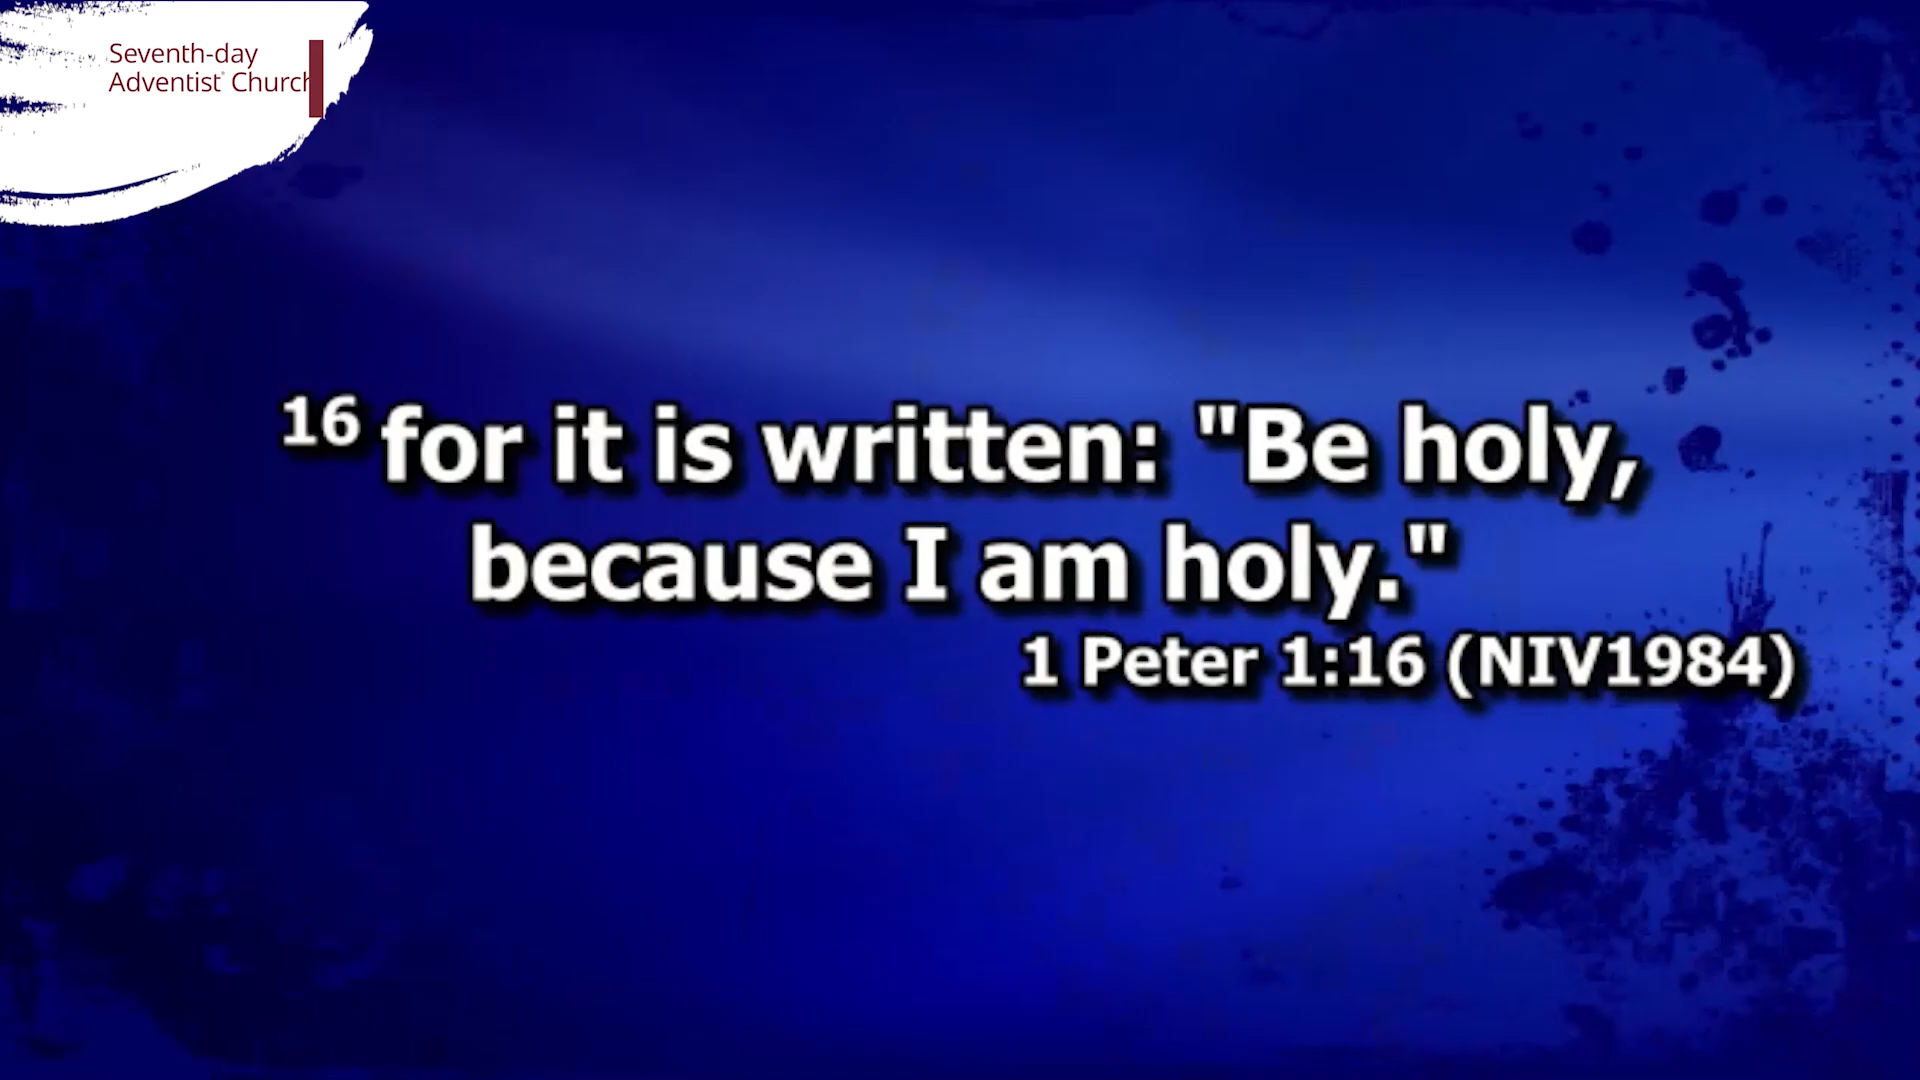 Seventh-day
Adventist® Church
16 for it is written: "Be holy,
because I am holy."
1 Peter 1:16 (NIV1984)